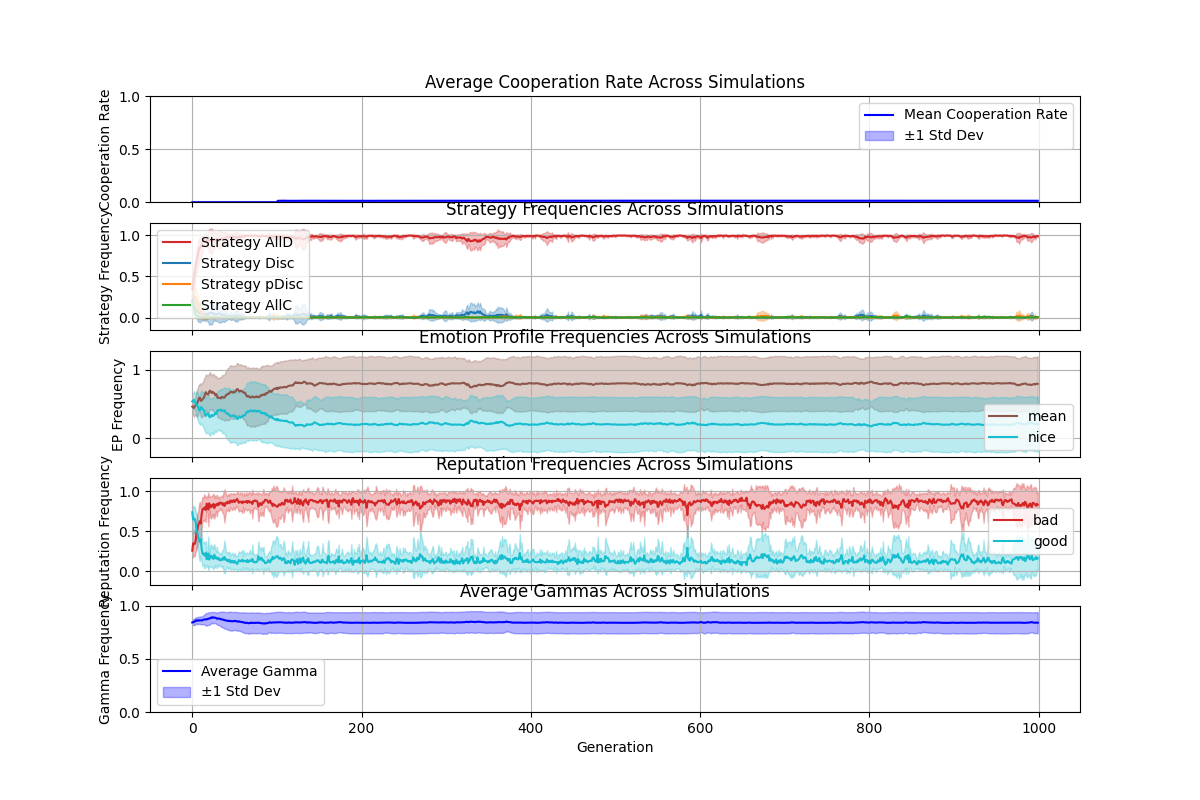 Average Cooperation Rate Across Simulations
Cooperation Rate
1.0
0.5
0.0
Mean Cooperation Rate
±1 Std Dev
Strategy Frequencies Across Simulations
Strategy Frequency
1.0
0.5
0.0
Strategy AllD
Strategy Disc
Strategy pDisc
Strategy AllC
Emotion Profile Frequencies Across Simulations
EP Frequency
1
0
mean
nice
Reputation Frequencies Across Simulations
Reputation Frequency
1.0
0.5
0.0
bad
good
Average Gammas Across Simulations
Gamma Frequency
1.0
0.5
0.0
Average Gamma
±1 Std Dev
0 200 400 600 800 1000
Generation